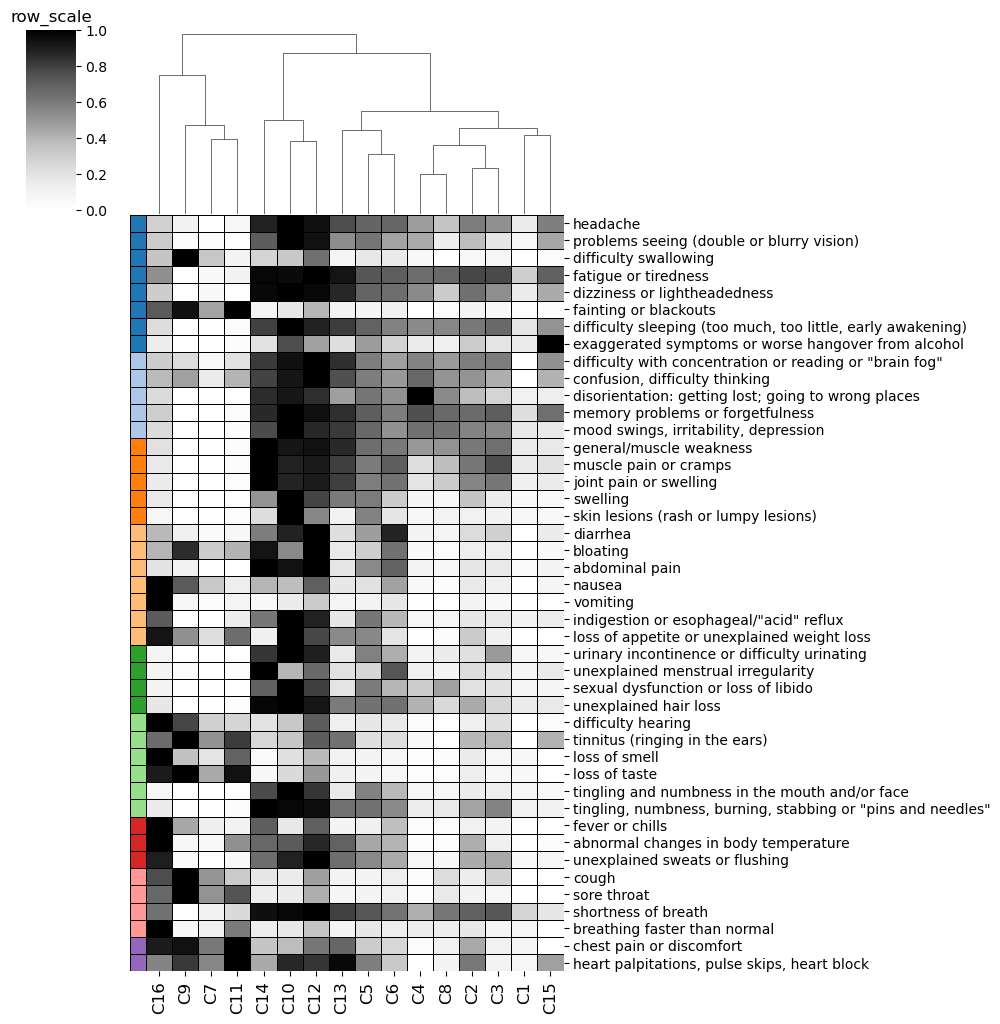 row_scale
1.0
0.8
0.6
0.4
0.2
0.0
headache
problems seeing (double or blurry vision)
difficulty swallowing
fatigue or tiredness
dizziness or lightheadedness
fainting or blackouts
difficulty sleeping (too much, too little, early awakening)
exaggerated symptoms or worse hangover from alcohol
difficulty with concentration or reading or "brain fog"
confusion, difficulty thinking
disorientation: getting lost; going to wrong places
memory problems or forgetfulness
mood swings, irritability, depression
general/muscle weakness
muscle pain or cramps
joint pain or swelling
swelling
skin lesions (rash or lumpy lesions)
diarrhea
bloating
abdominal pain
nausea
vomiting
indigestion or esophageal/"acid" reflux
loss of appetite or unexplained weight loss
urinary incontinence or difficulty urinating
unexplained menstrual irregularity
sexual dysfunction or loss of libido
unexplained hair loss
difficulty hearing
tinnitus (ringing in the ears)
loss of smell
loss of taste
tingling and numbness in the mouth and/or face
tingling, numbness, burning, stabbing or "pins and needles"
fever or chills
abnormal changes in body temperature
unexplained sweats or flushing
cough
sore throat
shortness of breath
breathing faster than normal
chest pain or discomfort
heart palpitations, pulse skips, heart block
C16 C9 C7 C11 C14 C10 C12 C13 C5 C6 C4 C8 C2 C3 C1 C15